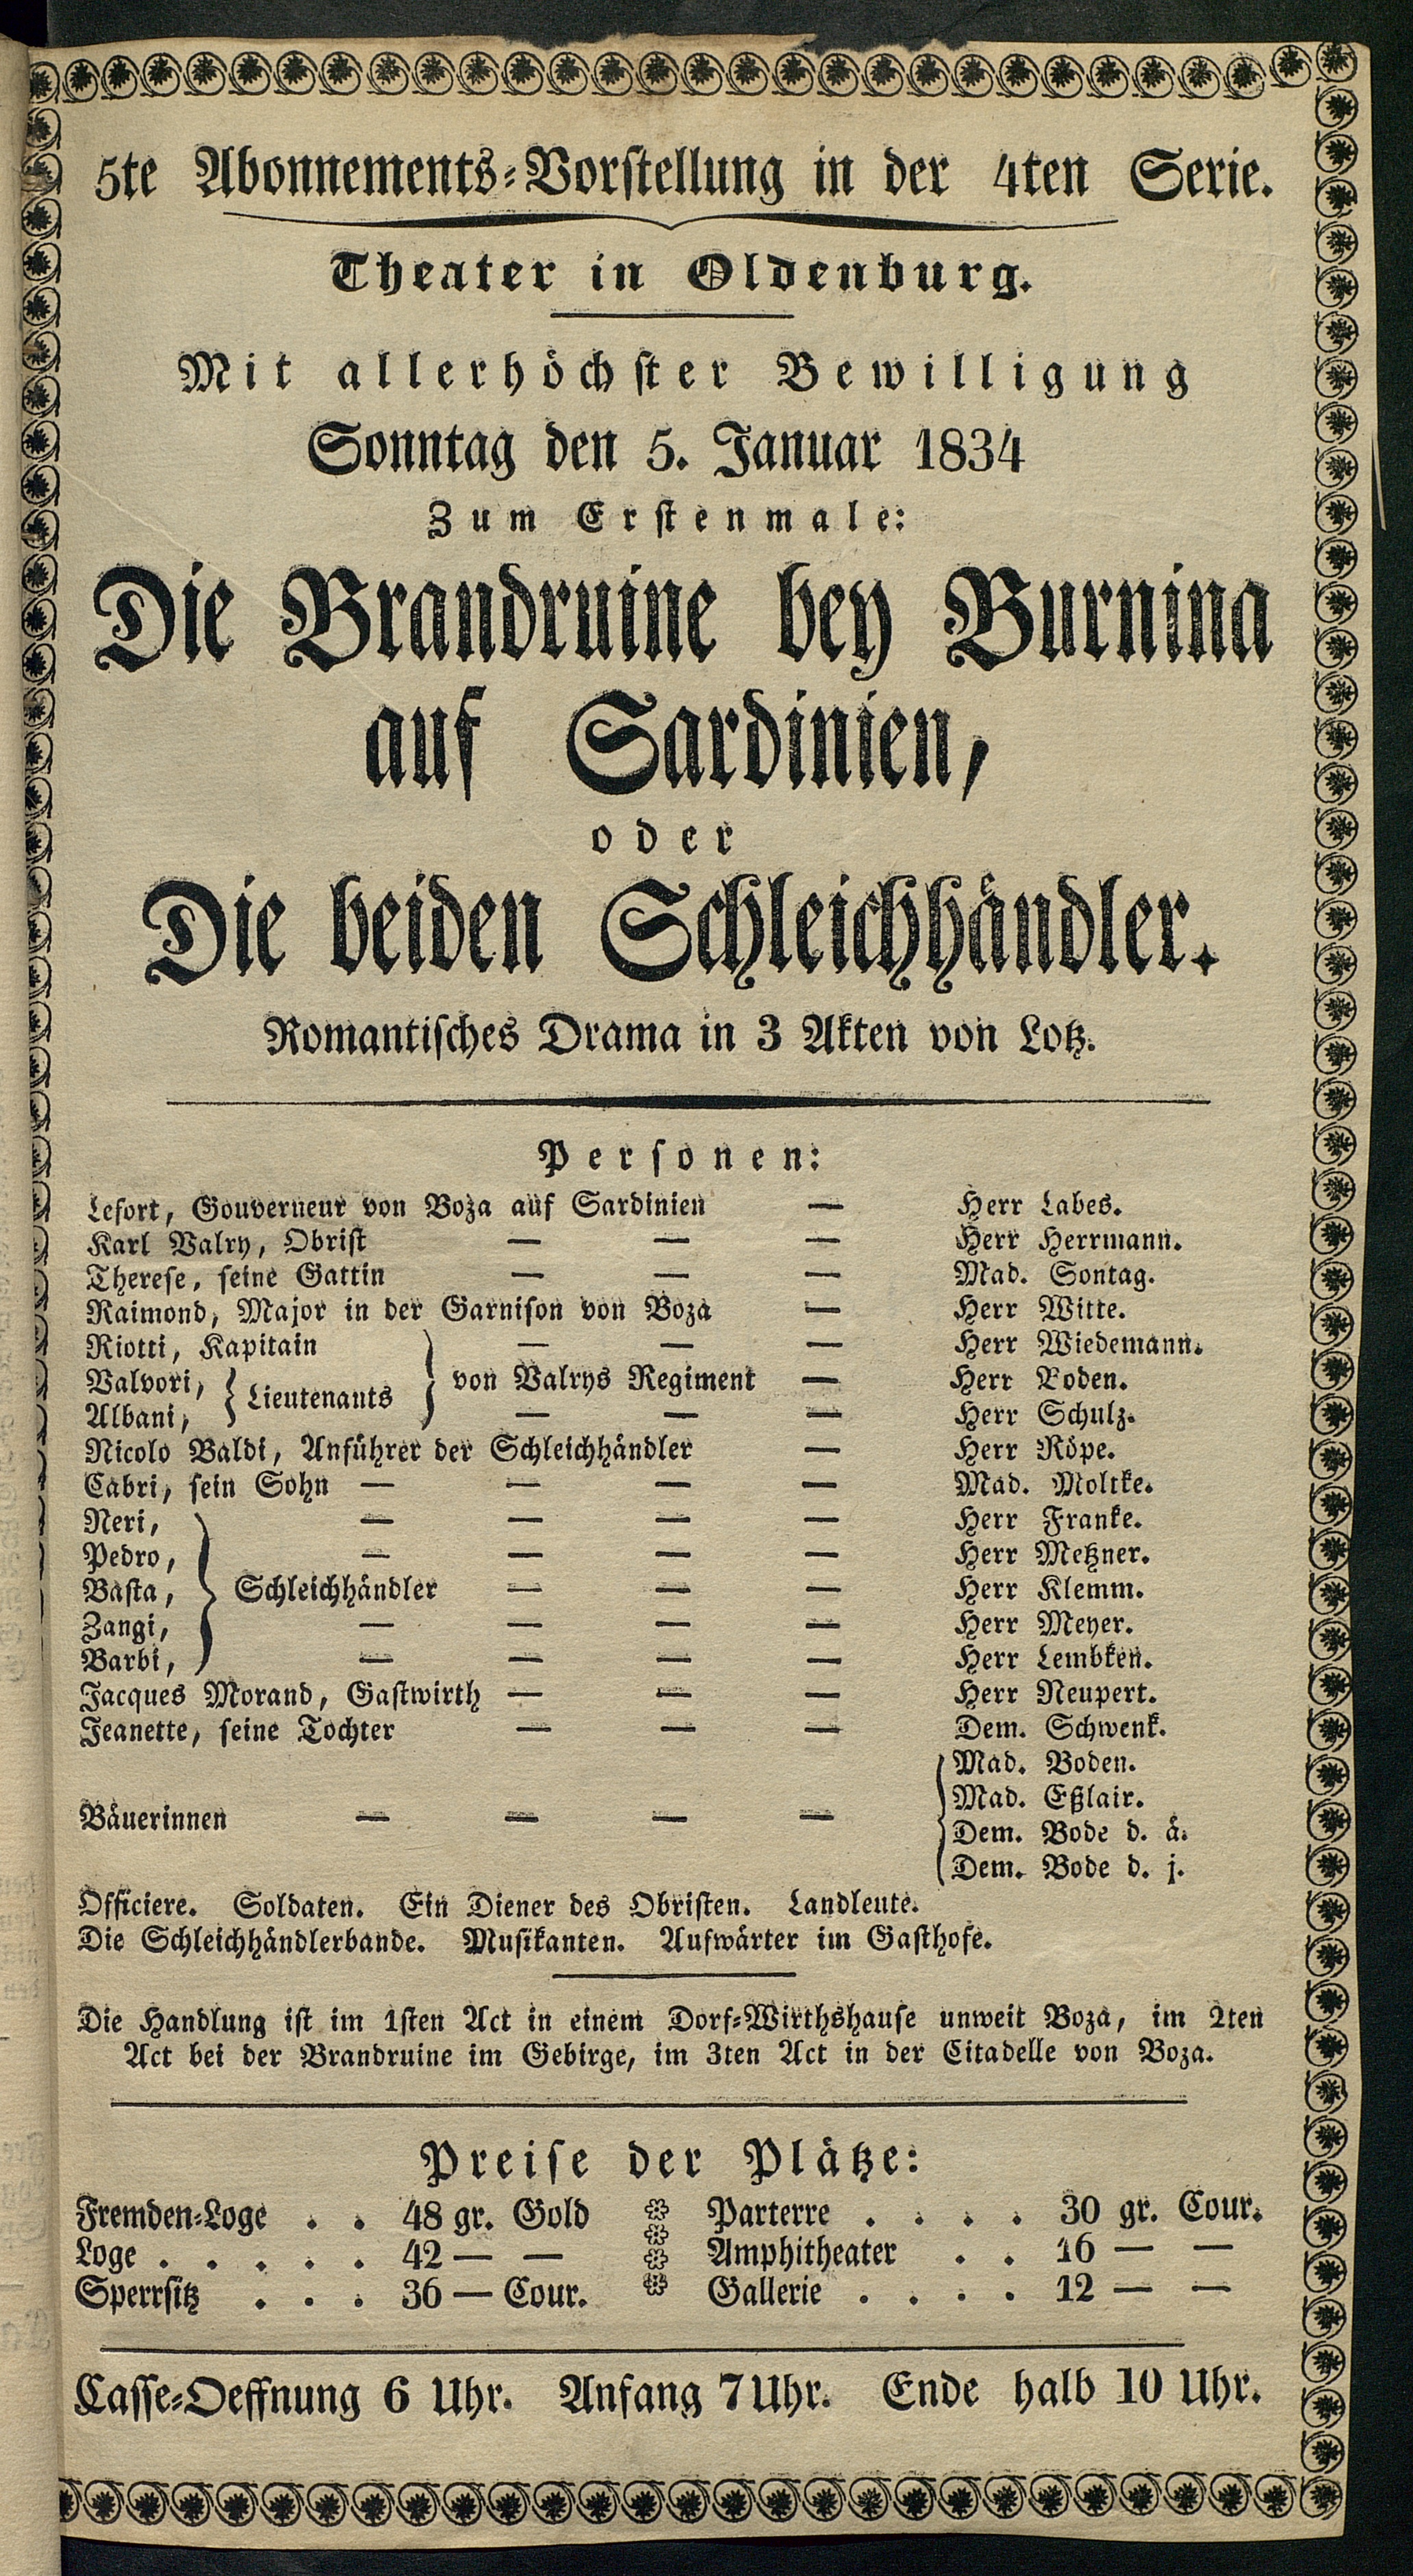 5te Abonnements-Vorstellung in der 4ten Serie.
Theater in Oldenburg.
Mit allerhöchster Bewilligung
Sonntag den 5. Januar 1834
Zum Erstenmale:
Die Brandruine bey Burnina
auf Sardinien,
oder
Die beiden Schleichhändler.
Romantisches Drama in 3 Akten von Lotz.
Personen:
Lefort, Gouverneur von Boza auf Sardinien — Herr Labes.
Karl Valry, Obrist — — — Herr Herrmann.
Therese, seine Gattin — — — Mad. Sontag.
Raimond, Major in der Garnison von Boza — Herr Witte.
Riotti, Kapitain — — — Herr Wiedemann.
Valvori, Lieutenants von Valrys Regiment — Herr Boden.
Albani, — — — Herr Schulz.
Nicolo Baldi, Anführer der Schleichhändler — Herr Röpe.
Cabri, sein Sohn — — — — Mad. Moltke.
Neri, — — — — Herr Franke.
Pedro, — — — — Herr Metzner.
Basta, Schleichhändler — — — Herr Klemm.
Zangi, — — — — Herr Meyer.
Barbi, — — — — Herr Lembken.
Jacques Morand, Gastwirth — — — Herr Neupert.
Jeanette, seine Tochter — — — Dem. Schwenk.
Mad. Boden.
Mad. Eßlair.
Bäuerinnen — — — —
Dem. Bode d. ä.
Dem. Bode d. j.
Officiere. Soldaten. Ein Diener des Obristen. Landleute.
Die Schleichhändlerbande. Musikanten. Aufwärter im Gasthofe.
Die Handlung ist im 1sten Act in einem Dorf-Wirthshause unweit Boza, im 2ten
Act bei der Brandruine im Gebirge, im 3ten Act in der Citadelle von Boza.
Preise der Plätze:
Fremden-Loge . . 48 gr. Gold Parterre . . . . 30 gr. Cour.
Loge . . . . . 42 — — Amphitheater . . 16 — —
Sperrsitz . . . 36 — Cour. Gallerie . . . . 12 — —
Casse-Oeffnung 6 Uhr. Anfang 7 Uhr. Ende halb 10 Uhr.